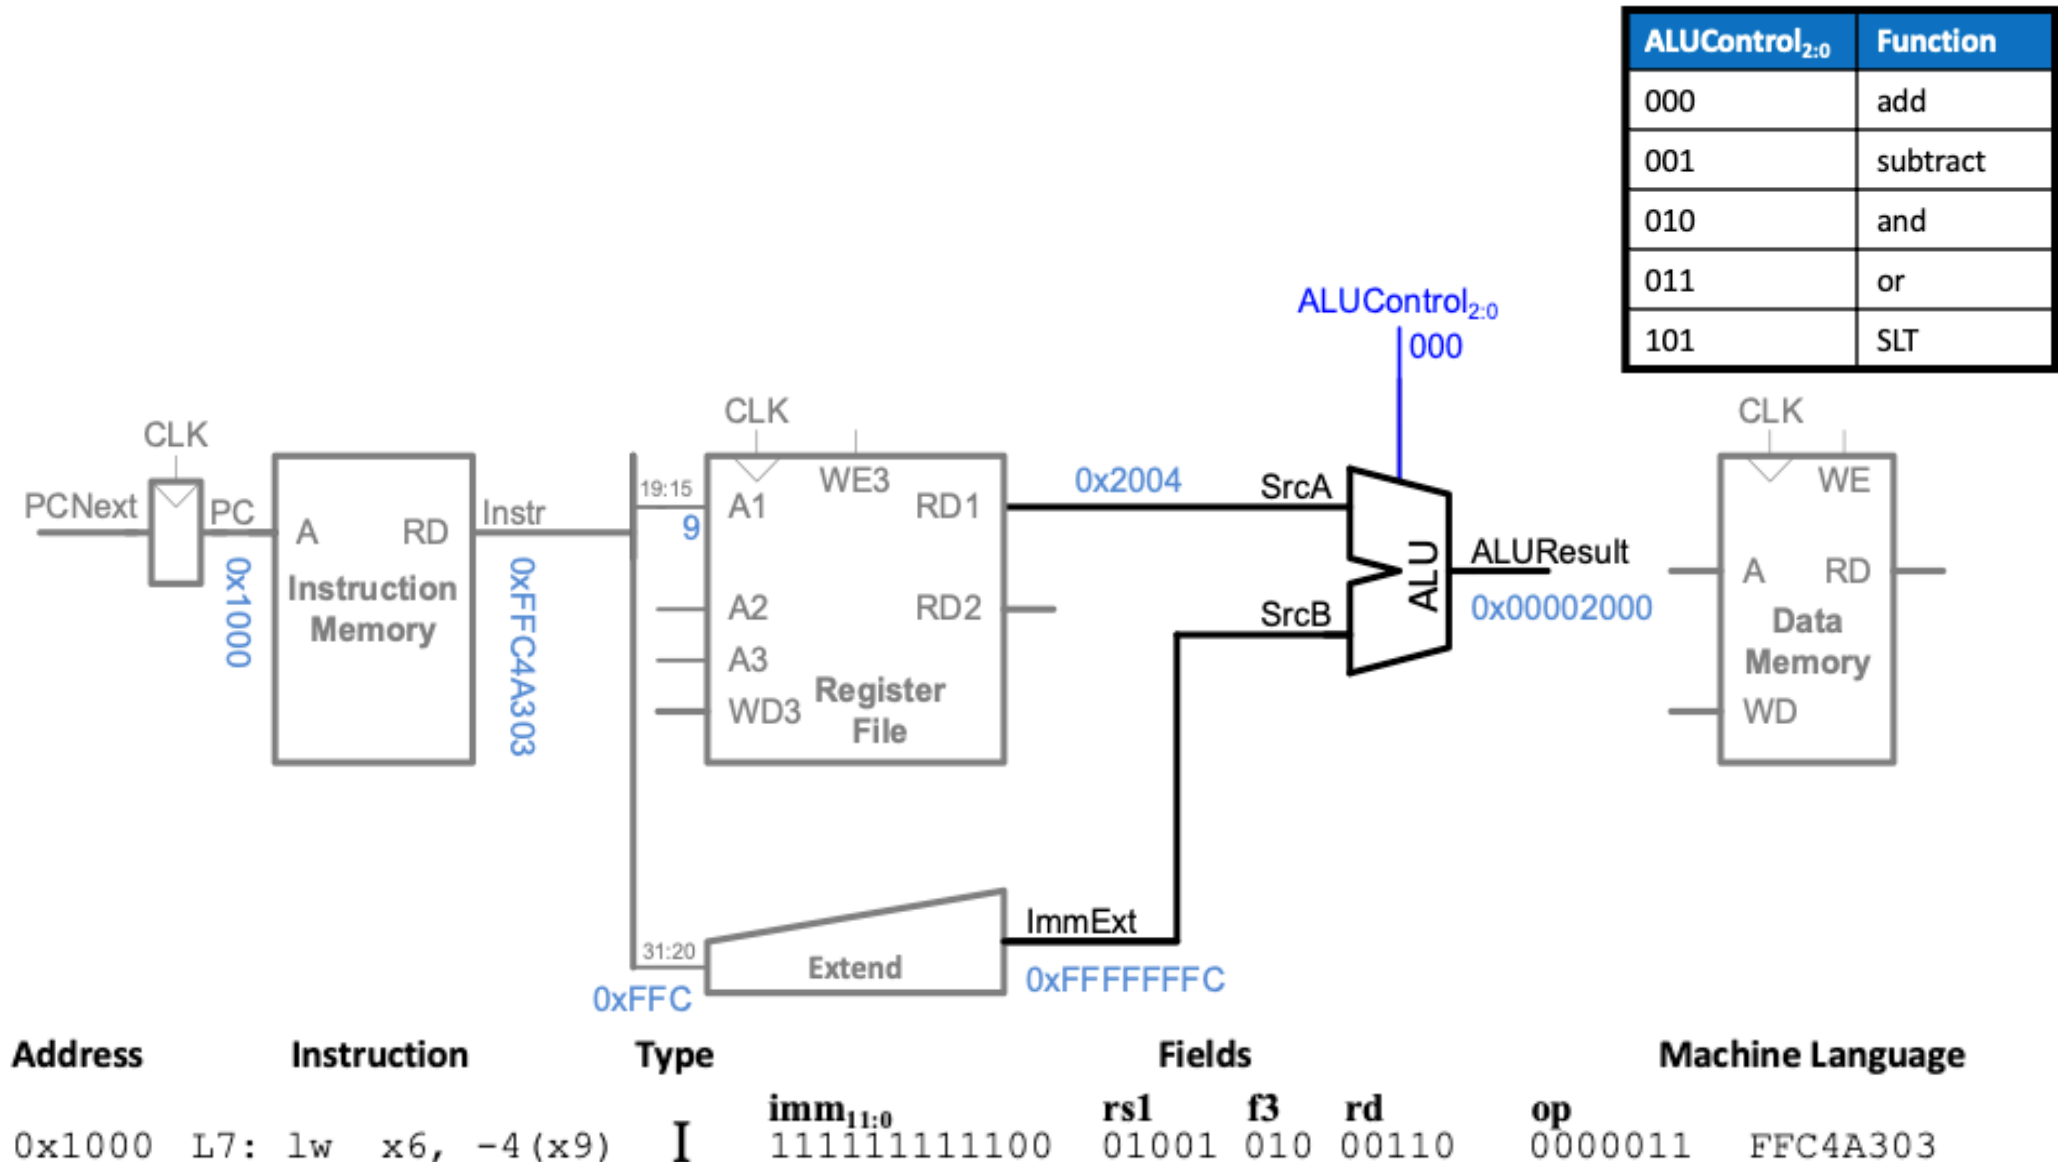 ALUControl2:0 Function
000 add
001 subtract
010 and
011 or
101 SLT
ALUControl2:0
000
CLK
CLK
CLK
PCNext
PC
0x1000
A RD
Instruction
Memory
Instr
0xFFC4A303
19:15
9
A1
WE3
RD1
A2
RD2
A3
WD3
Register
File
0x2004
SrcA
SrcB
ALU
ALUResult
0x00002000
WE
A RD
Data
Memory
WD
31:20
0xFFC
Extend
ImmExt
0xFFFFFFFC
Address Instruction Type Fields Machine Language
imm11:0 rs1 f3 rd op
0x1000 L7: lw x6, -4(x9) I 111111111100 01001 010 00110 0000011 FFC4A303